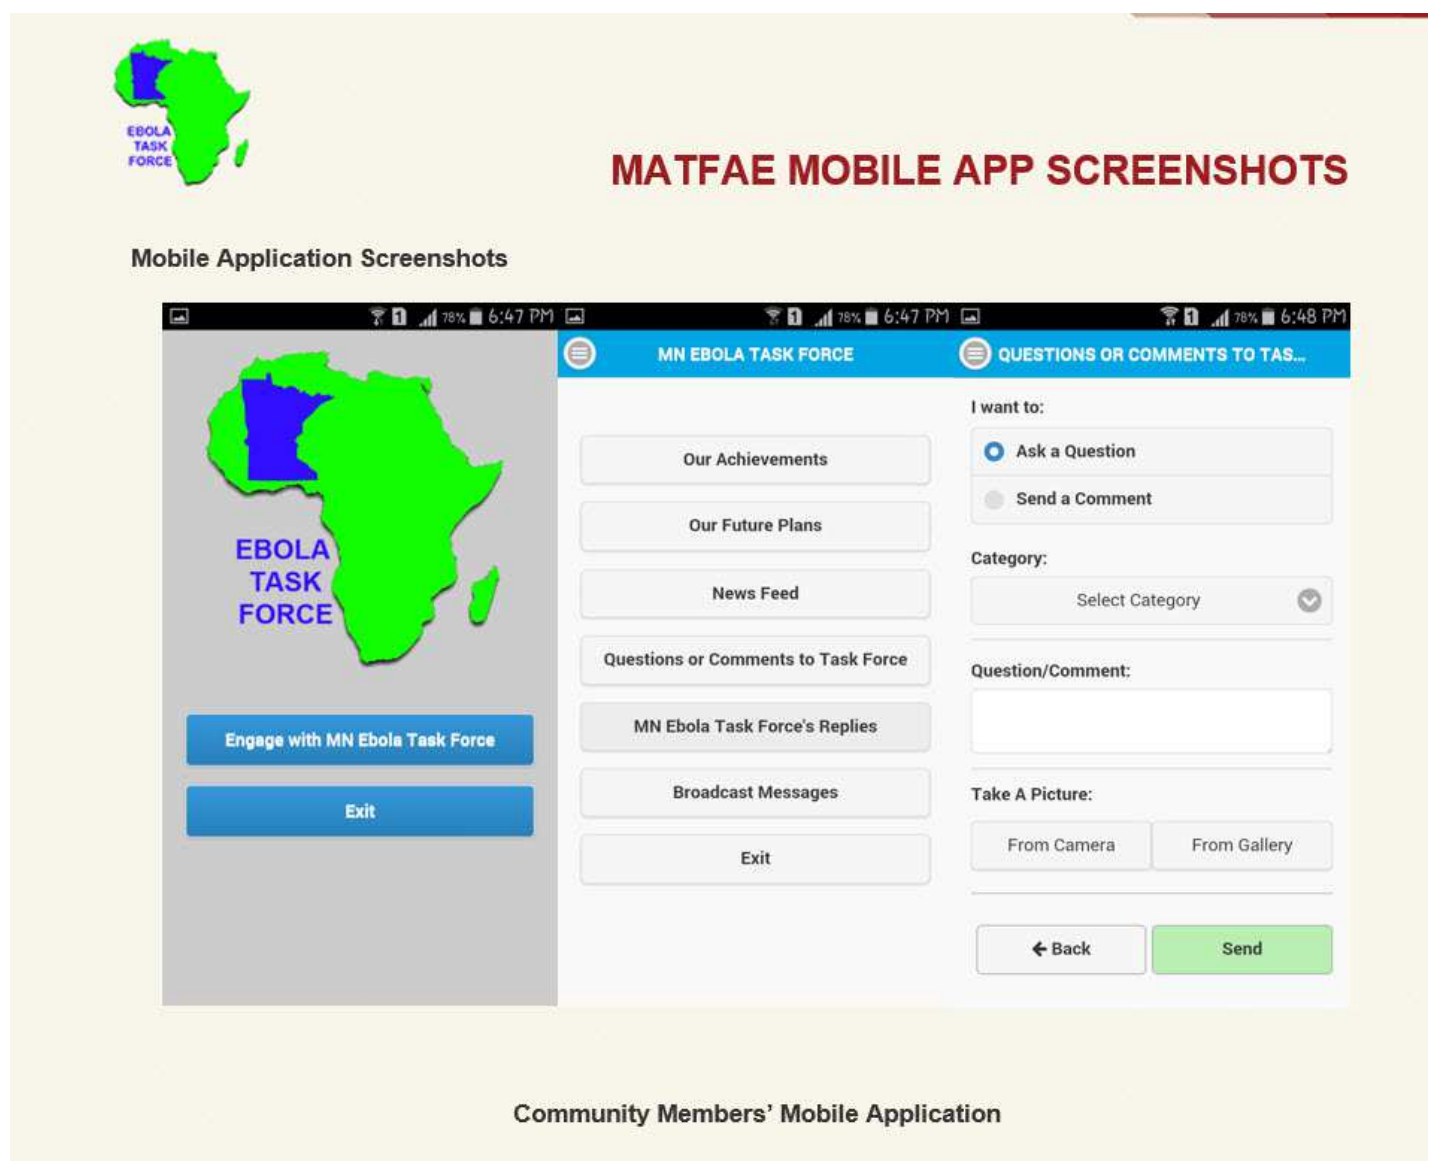 EBOLA
TASK
FORCE
MATFAE MOBILE APP SCREENSHOTS
Mobile Application Screenshots
1 78% 6:47 PM
EBOLA
TASK
FORCE
Engage with MN Ebola Task Force
Exit
1 78% 6:47 PM
MN EBOLA TASK FORCE
Our Achievements
Our Future Plans
News Feed
Questions or Comments to Task Force
MN Ebola Task Force's Replies
Broadcast Messages
Exit
1 78% 6:48 PM
QUESTIONS OR COMMENTS TO TAS...
I want to:
Ask a Question
Send a Comment
Category:
Select Category
Question/Comment:
Take A Picture:
From Camera
From Gallery
Back
Send
Community Members’ Mobile Application